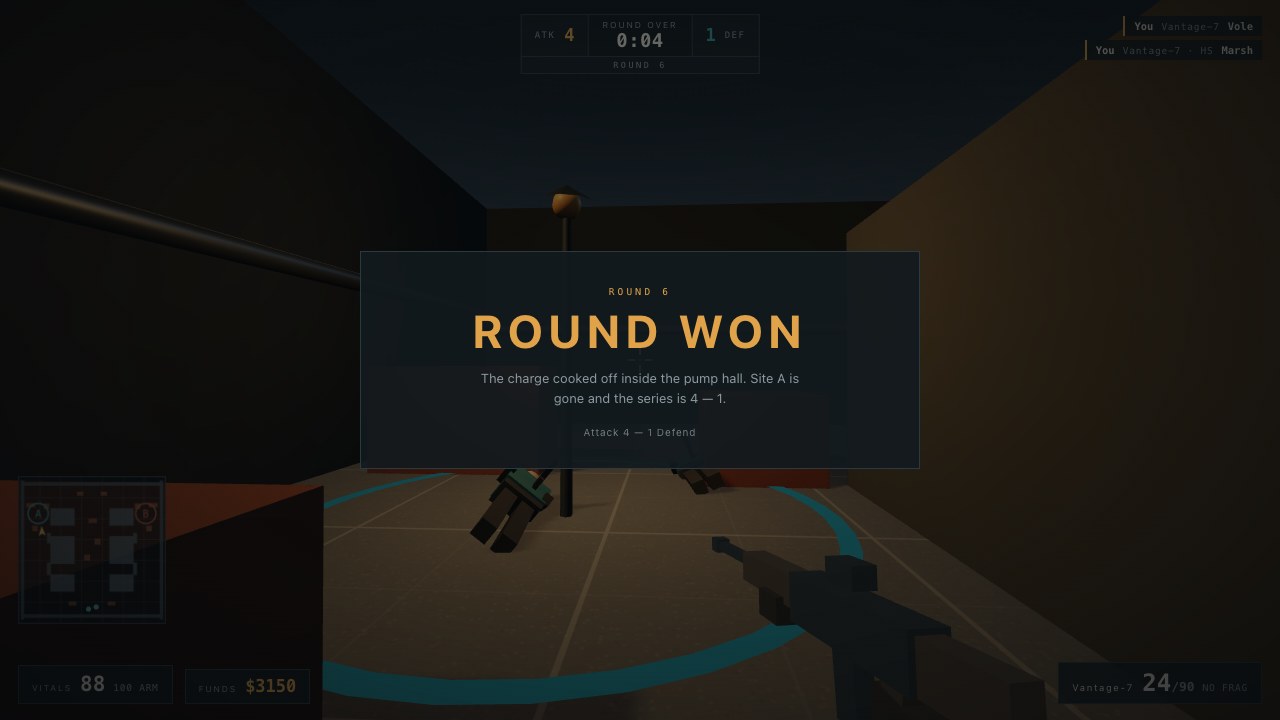 ATK 4
ROUND OVER
0:04
1 DEF
ROUND 6
You Vantage-7 Vole
You Vantage-7 · HS Marsh
ROUND 6
ROUND WON
The charge cooked off inside the pump hall. Site A is
gone and the series is 4 — 1.
Attack 4 — 1 Defend
A
B
VITALS 88 100 ARM
FUNDS $3150
Vantage-7 24/90 NO FRAG